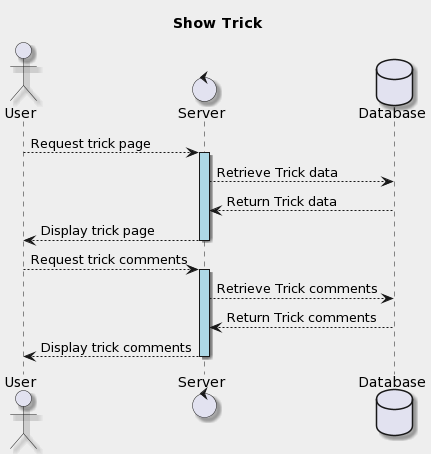 Show Trick
User
Server
Database
Request trick page
Retrieve Trick data
Return Trick data
Display trick page
Request trick comments
Retrieve Trick comments
Return Trick comments
Display trick comments
User
Server
Database